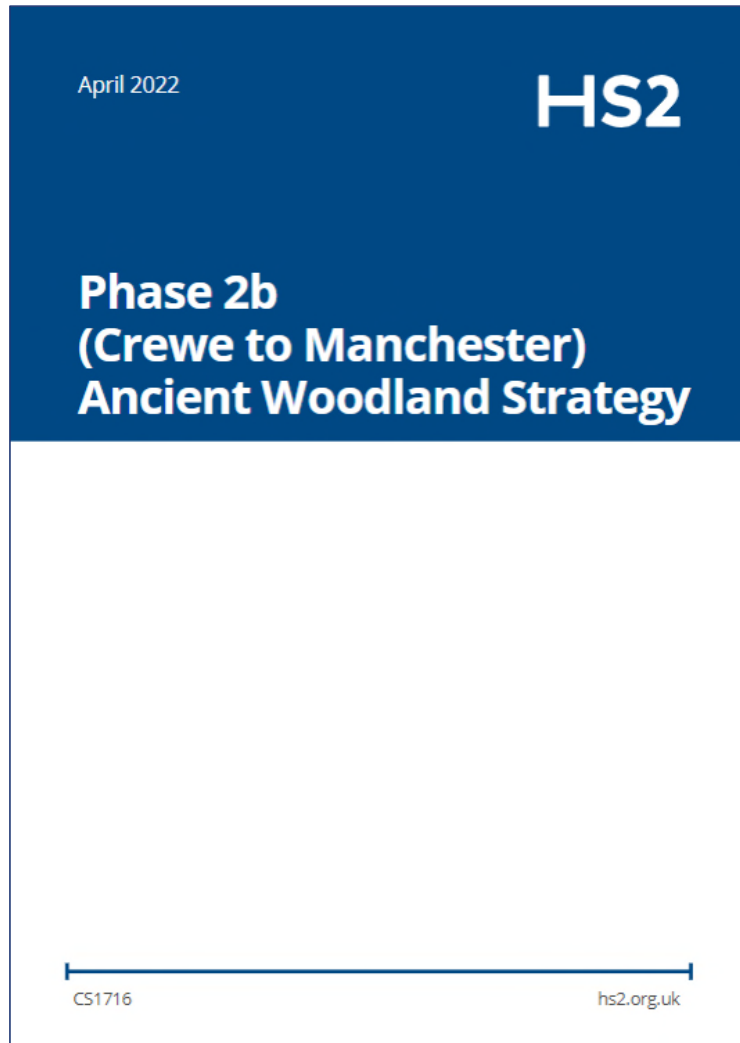 April 2022
HS2
Phase 2b
(Crewe to Manchester)
Ancient Woodland Strategy
CS1716
hs2.org.uk